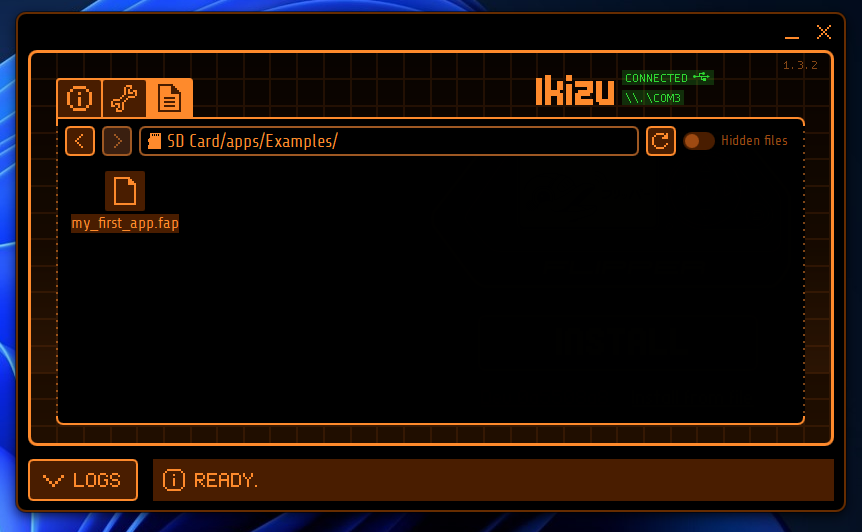 1.3.2
Ikizu
CONNECTED
\\.\COM3
SD Card/apps/Examples/
Hidden files
my_first_app.fap
LOGS
READY.